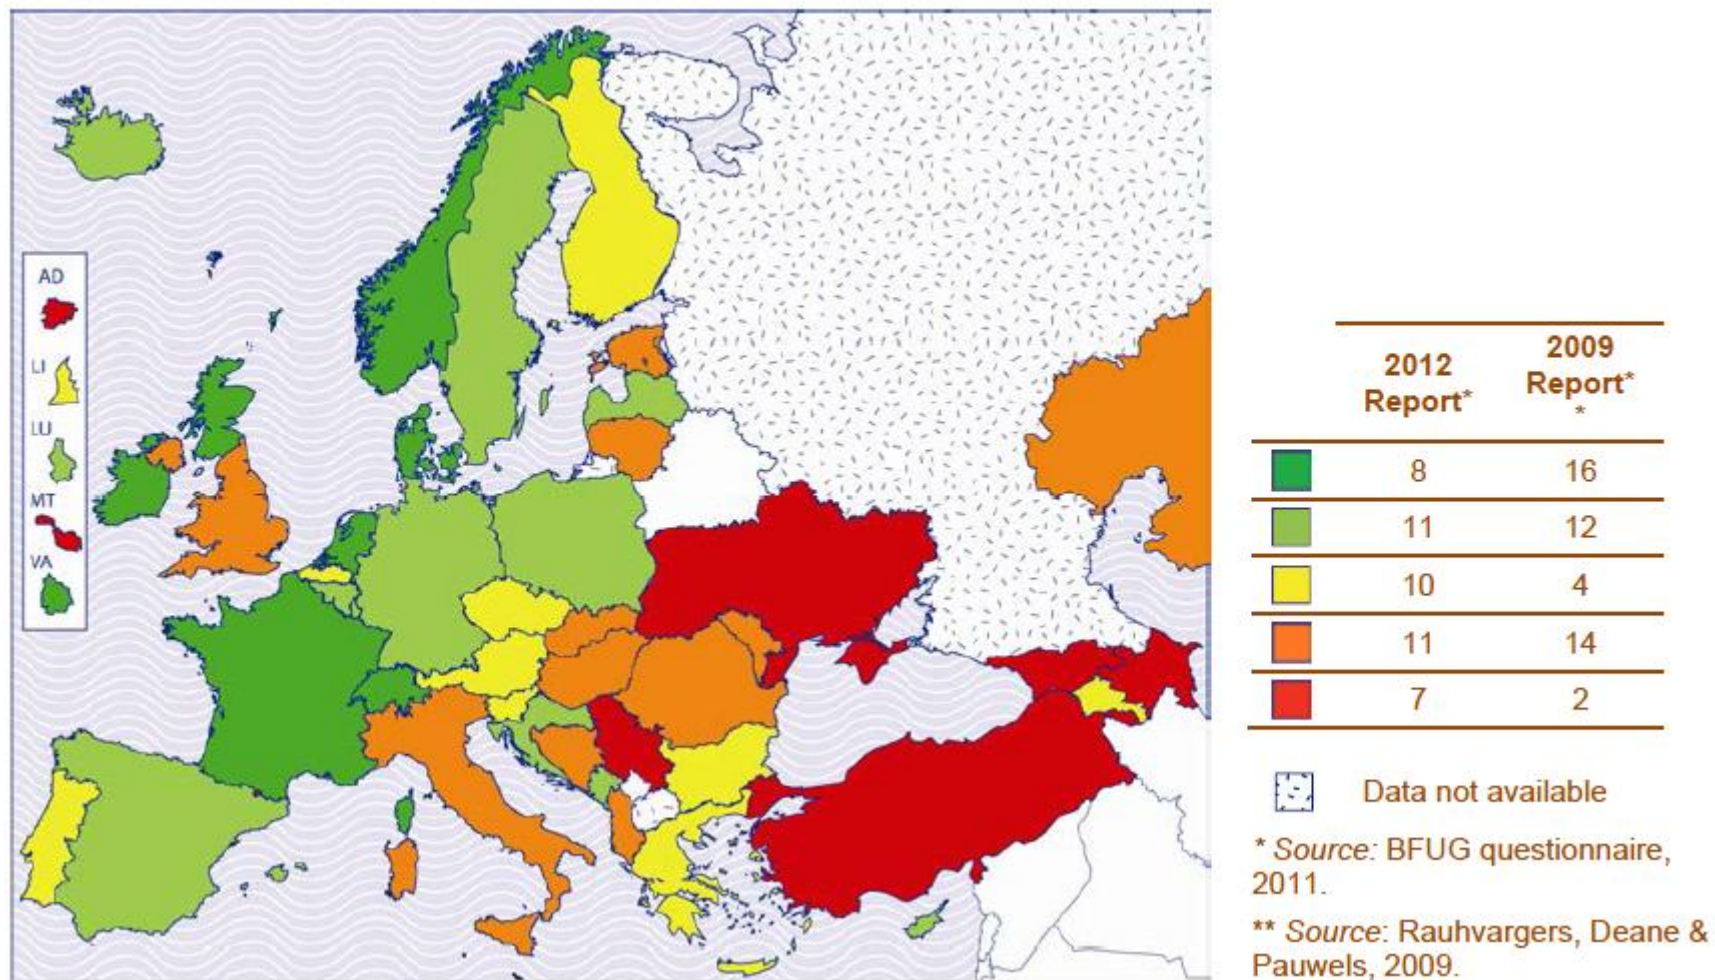 AD
LI
LU
MT
VA
2012 Report*
2009 Report*
*
8 16
11 12
10 4
11 14
7 2
Data not available
* Source: BFUG questionnaire,
2011.
** Source: Rauhvargers, Deane &
Pauwels, 2009.